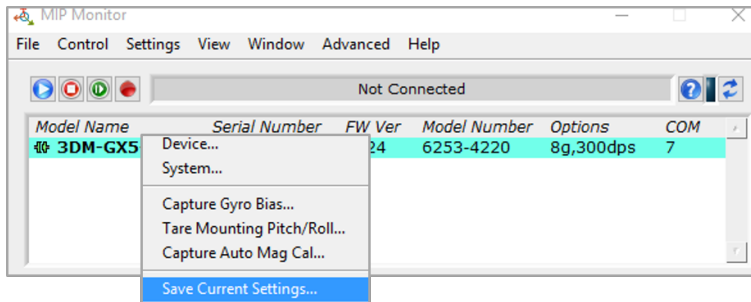 MIP Monitor
File Control Settings View Window Advanced Help
Not Connected
Model Name Serial Number FW Ver Model Number Options COM
3DM-GX5 24 6253-4220 8g,300dps 7
Device...
System...
Capture Gyro Bias...
Tare Mounting Pitch/Roll...
Capture Auto Mag Cal...
Save Current Settings...